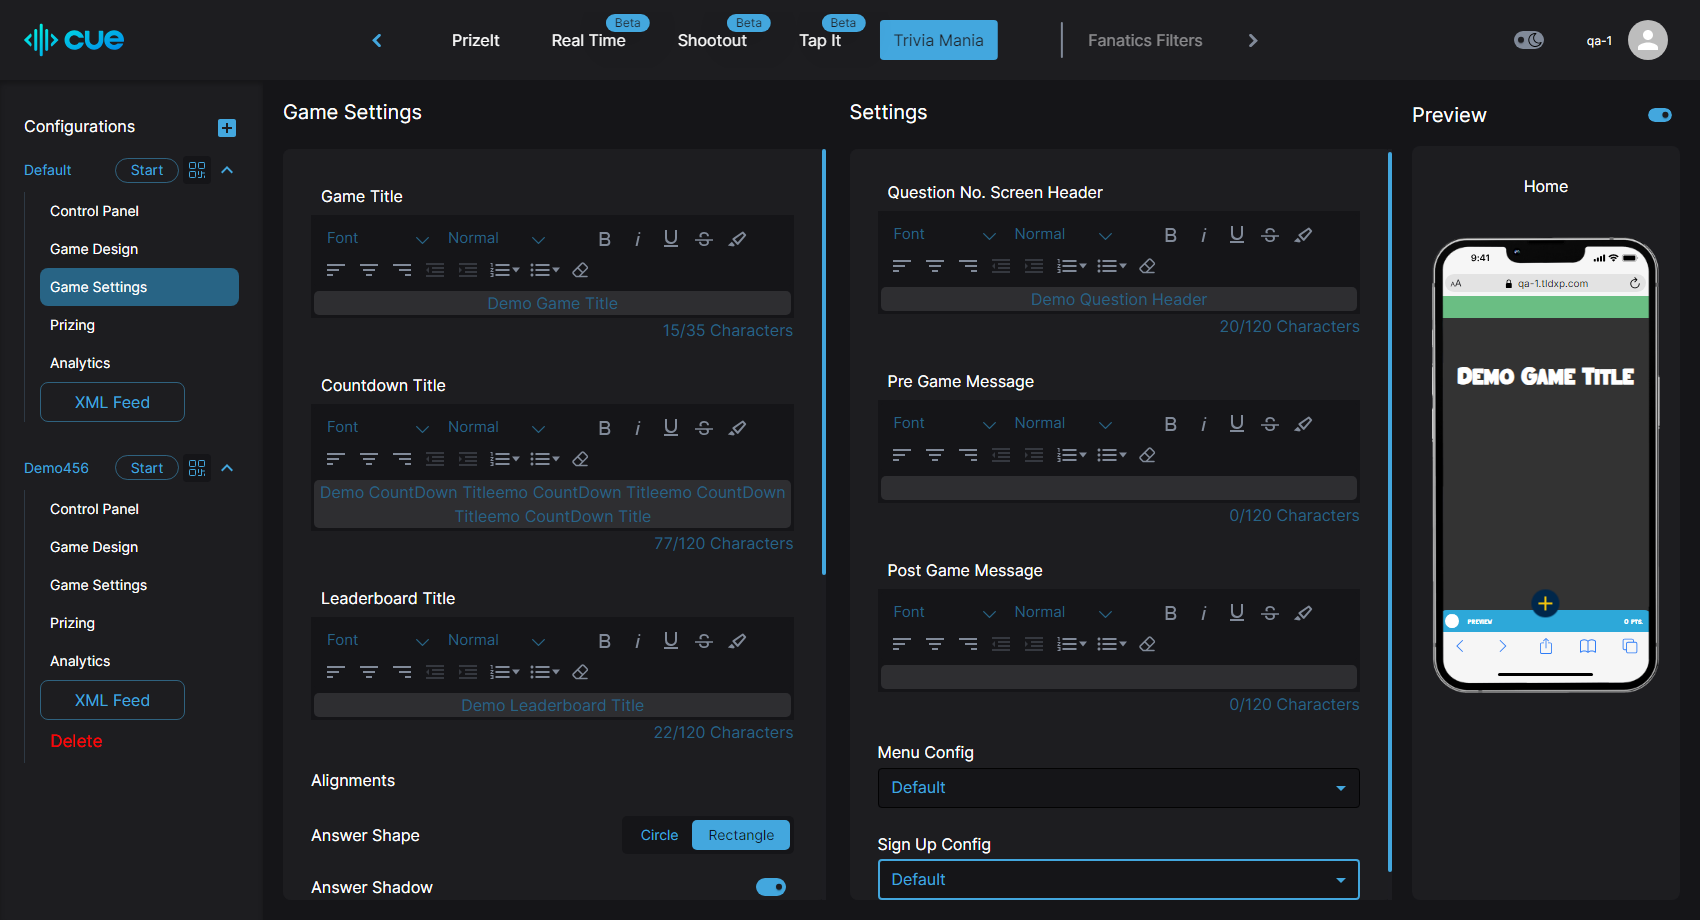 cue
PrizeIt
Real Time
Beta
Shootout
Beta
Tap It
Beta
Trivia Mania
Fanatics Filters
qa-1
Configurations
Default
Start
Control Panel
Game Design
Game Settings
Prizing
Analytics
XML Feed
Demo456
Start
Control Panel
Game Design
Game Settings
Prizing
Analytics
XML Feed
Delete
Game Settings
Game Title
Font Normal B i U S
Demo Game Title
15/35 Characters
Countdown Title
Font Normal B i U S
Demo CountDown Titleemo CountDown Titleemo CountDown
Titleemo CountDown Title
77/120 Characters
Leaderboard Title
Font Normal B i U S
Demo Leaderboard Title
22/120 Characters
Alignments
Answer Shape
Circle
Rectangle
Answer Shadow
Settings
Question No. Screen Header
Font Normal B i U S
Demo Question Header
20/120 Characters
Pre Game Message
Font Normal B i U S
0/120 Characters
Post Game Message
Font Normal B i U S
0/120 Characters
Menu Config
Default
Sign Up Config
Default
Preview
Home
9:41
AA qa-1.tldxp.com
Demo Game Title
PREVIEW 0 PTS.